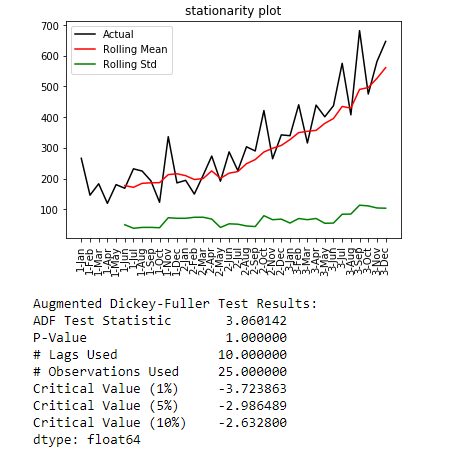 stationarity plot
700
600
500
400
300
200
100
Actual
Rolling Mean
Rolling Std
1-Jan
1-Feb
1-Mar
1-Apr
1-May
1-Jun
1-Jul
1-Aug
1-Sep
1-Oct
1-Nov
1-Dec
2-Jan
2-Feb
2-Mar
2-Apr
2-May
2-Jun
2-Jul
2-Aug
2-Sep
2-Oct
2-Nov
2-Dec
3-Jan
3-Feb
3-Mar
3-Apr
3-May
3-Jun
3-Jul
3-Aug
3-Sep
3-Oct
3-Nov
3-Dec
Augmented Dickey-Fuller Test Results:
ADF Test Statistic 3.060142
P-Value 1.000000
# Lags Used 10.000000
# Observations Used 25.000000
Critical Value (1%) -3.723863
Critical Value (5%) -2.986489
Critical Value (10%) -2.632800
dtype: float64